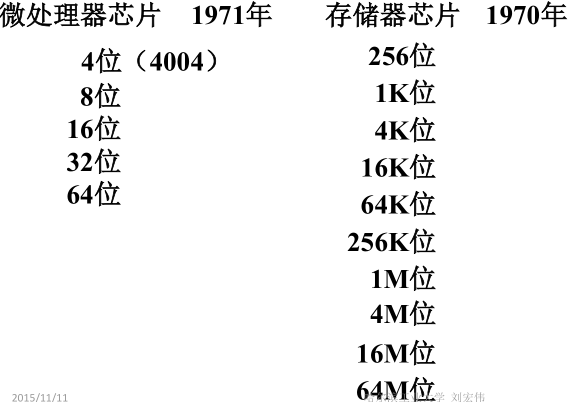 微处理器芯片 1971年
4位（4004）
8位
16位
32位
64位
存储器芯片 1970年
256位
1K位
4K位
16K位
64K位
256K位
1M位
4M位
16M位
64M位
2015/11/11
学 刘宏伟